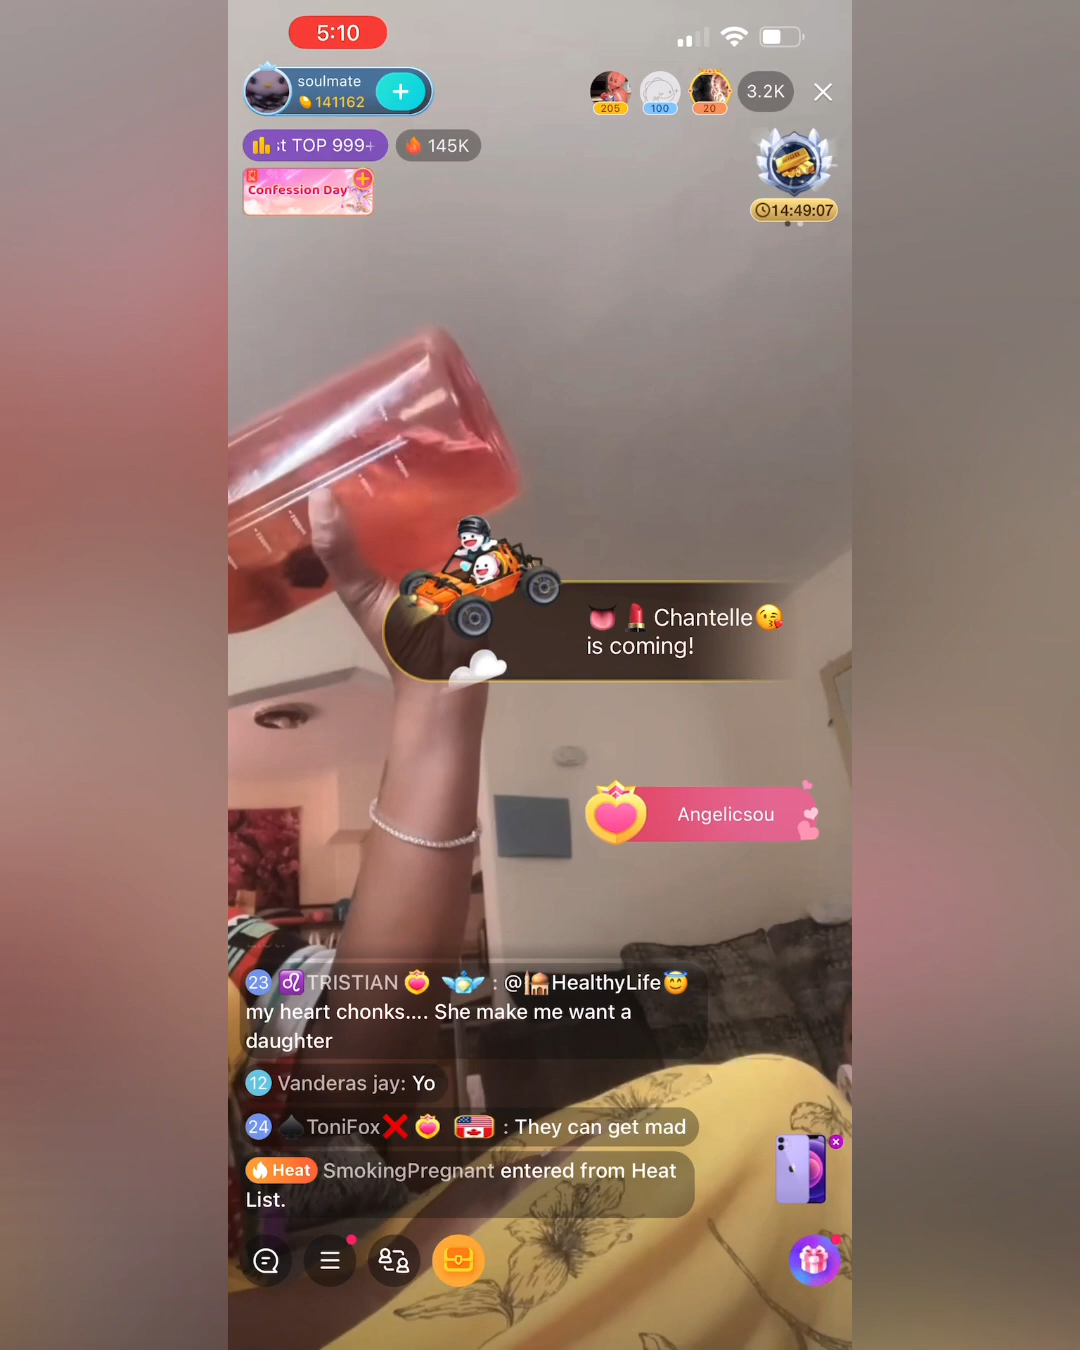 5:10
soulmate
141162
205
100
20
3.2K
st TOP 999+
145K
Confession Day
14:49:07
Chantelle
is coming!
Angelicsou
23 TRISTIAN : @HealthyLife
my heart chonks.... She make me want a
daughter
12 Vanderas jay: Yo
24 ToniFox : They can get mad
Heat SmokingPregnant entered from Heat
List.